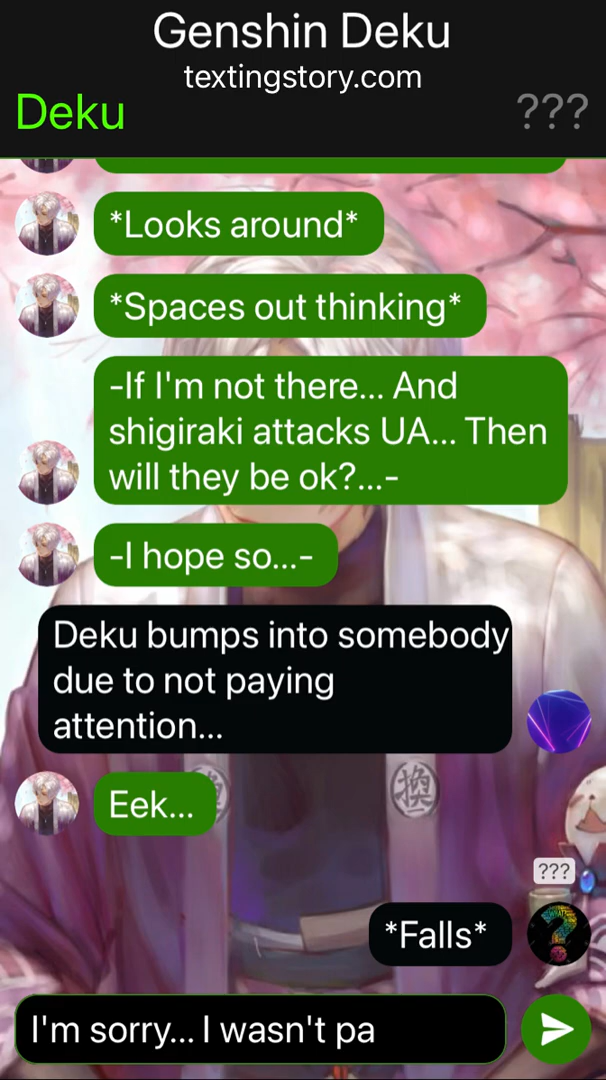 Genshin Deku
textingstory.com
Deku
???
*Looks around*
*Spaces out thinking*
-If I'm not there... And
shigiraki attacks UA... Then
will they be ok?...-
-I hope so...-
Deku bumps into somebody
due to not paying
attention...
Eek...
換
???
*Falls*
?
I'm sorry... I wasn't pa